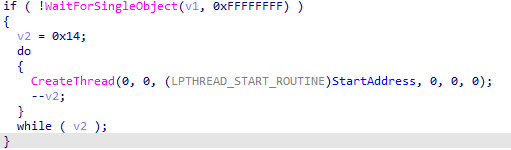 if ( !WaitForSingleObject(v1, 0xFFFFFFFF) )
{
v2 = 0x14;
do
{
CreateThread(0, 0, (LPTHREAD_START_ROUTINE)StartAddress, 0, 0, 0);
--v2;
}
while ( v2 );
}